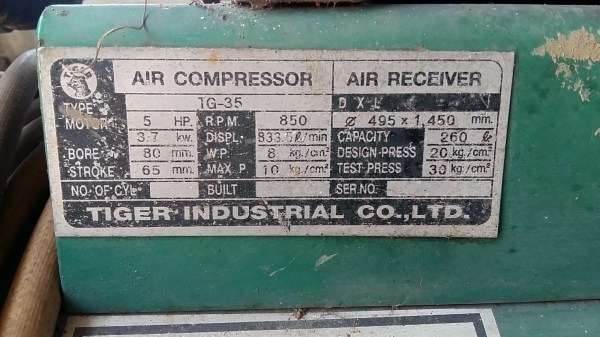 AIR COMPRESSOR AIR RECEIVER
TYPE TG-35 D X L
MOTOR 5 HP. R.P.M. 850 Ø 495 x 1,450 mm.
3.7 kw. DISPL. 833.5 ℓ/min CAPACITY 260 ℓ
BORE 80 mm. W.P. 8 kg./cm² DESIGN PRESS 20 kg./cm²
STROKE 65 mm. MAX P. 10 kg./cm² TEST PRESS 30 kg./cm²
NO. OF CYL. BUILT SER.NO.
TIGER INDUSTRIAL CO.,LTD.